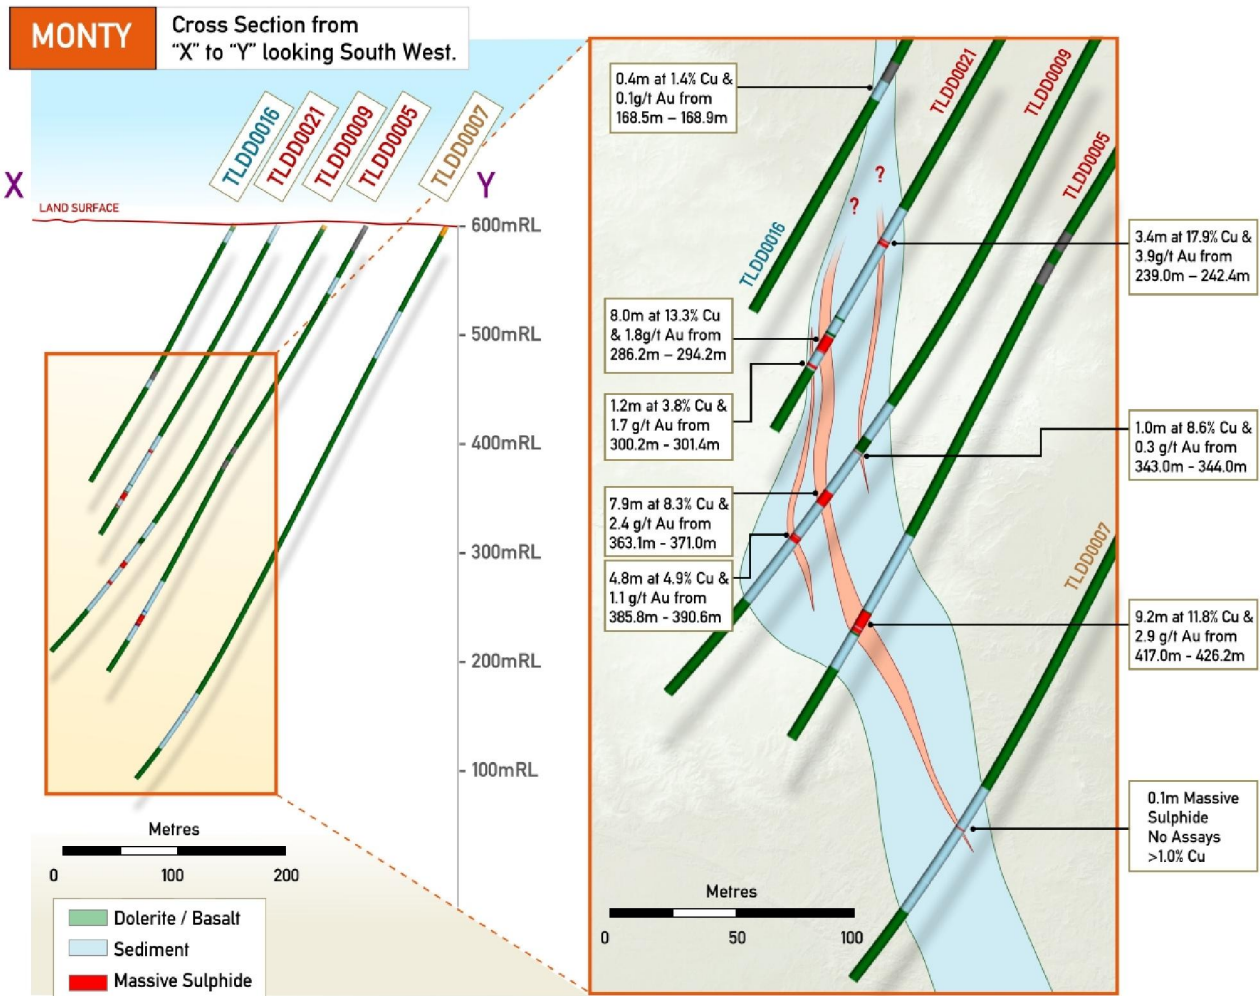 MONTY
Cross Section from
“X” to “Y” looking South West.
TLDD0016
TLDD0021
TLDD0009
TLDD0005
TLDD0007
X
Y
LAND SURFACE
600mRL
500mRL
400mRL
300mRL
200mRL
100mRL
Metres
0 100 200
Dolerite / Basalt
Sediment
Massive Sulphide
0.4m at 1.4% Cu &
0.1g/t Au from
168.5m – 168.9m
TLDD0016
TLDD0021
TLDD0009
TLDD0005
TLDD0007
?
?
8.0m at 13.3% Cu
& 1.8g/t Au from
286.2m – 294.2m
1.2m at 3.8% Cu &
1.7 g/t Au from
300.2m - 301.4m
7.9m at 8.3% Cu &
2.4 g/t Au from
363.1m - 371.0m
4.8m at 4.9% Cu &
1.1 g/t Au from
385.8m - 390.6m
3.4m at 17.9% Cu &
3.9g/t Au from
239.0m – 242.4m
1.0m at 8.6% Cu &
0.3 g/t Au from
343.0m - 344.0m
9.2m at 11.8% Cu &
2.9 g/t Au from
417.0m - 426.2m
0.1m Massive
Sulphide
No Assays
>1.0% Cu
Metres
0 50 100